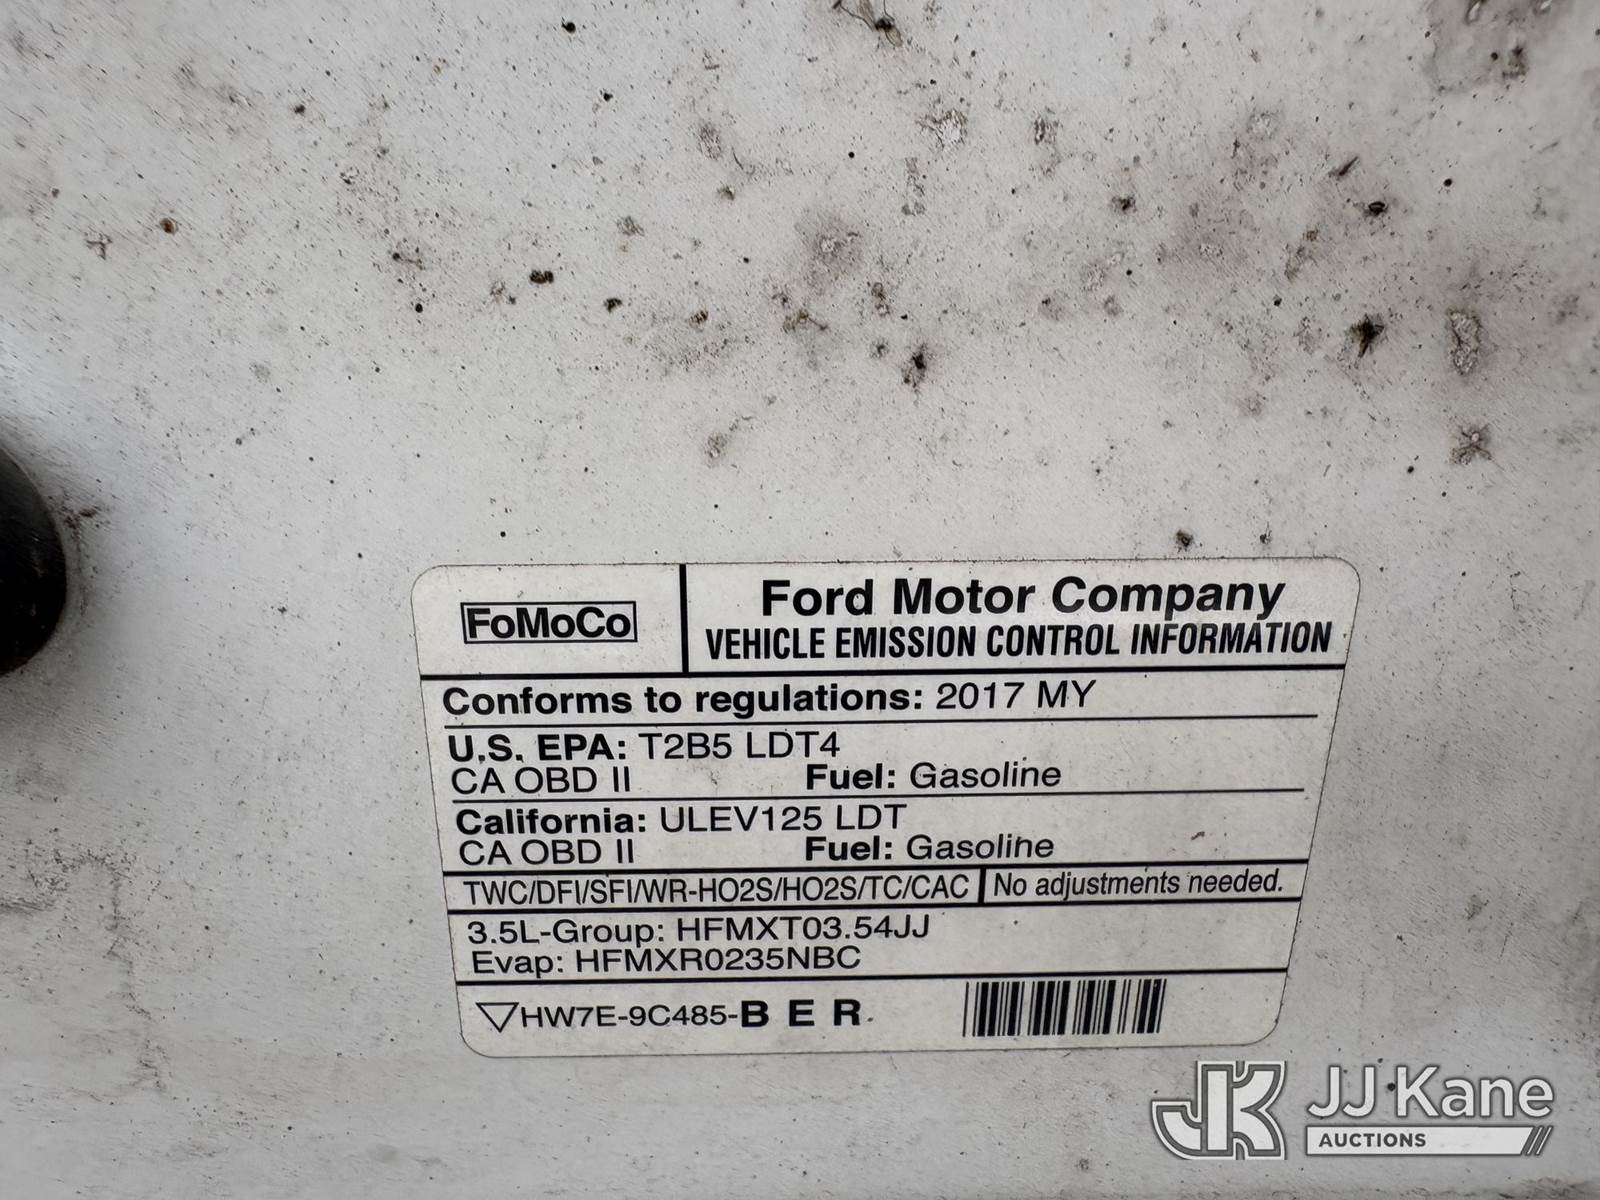 FoMoCo
Ford Motor Company
VEHICLE EMISSION CONTROL INFORMATION
Conforms to regulations: 2017 MY
U.S. EPA: T2B5 LDT4
CA OBD II Fuel: Gasoline
California: ULEV125 LDT
CA OBD II Fuel: Gasoline
TWC/DFI/SFI/WR-HO2S/HO2S/TC/CAC No adjustments needed.
3.5L-Group: HFMXT03.54JJ
Evap: HFMXR0235NBC
HW7E-9C485-B E R
JK JJ Kane
AUCTIONS